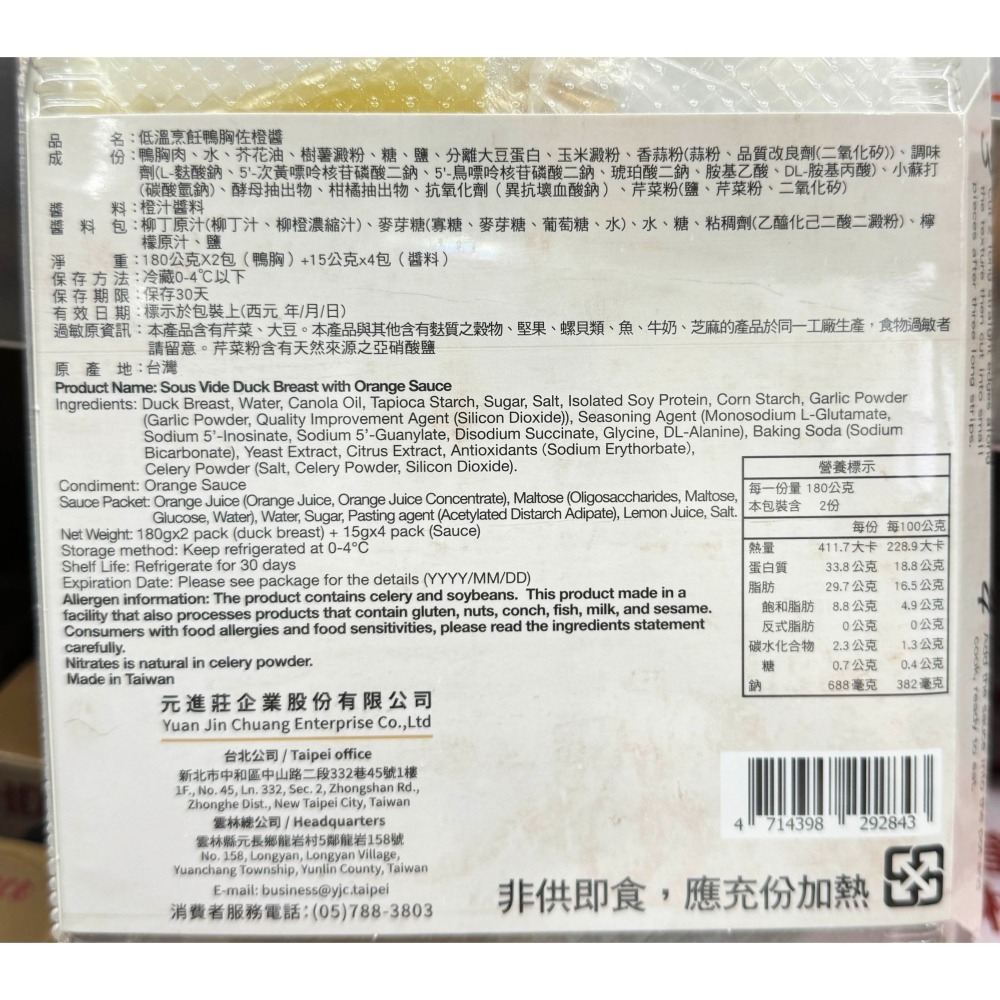 品名：低溫烹飪鴨胸佐橙醬
成份：鴨胸肉、水、芥花油、樹薯澱粉、糖、鹽、分離大豆蛋白、玉米澱粉、香蒜粉(蒜粉、品質改良劑(二氧化矽))、調味
劑(L-麩酸鈉、5'-次黃嘌呤核苷磷酸二鈉、5'-鳥嘌呤核苷磷酸二鈉、琥珀酸二鈉、胺基乙酸、DL-胺基丙酸)、小蘇打
(碳酸氫鈉)、酵母抽出物、柑橘抽出物、抗氧化劑（異抗壞血酸鈉）、芹菜粉(鹽、芹菜粉、二氧化矽)
醬料：橙汁醬料
醬料包：柳丁原汁(柳丁汁、柳橙濃縮汁)、麥芽糖(寡糖、麥芽糖、葡萄糖、水)、水、糖、粘稠劑(乙醯化己二酸二澱粉)、檸
檬原汁、鹽
淨重：180公克X2包（鴨胸）+15公克x4包（醬料）
保存方法：冷藏0-4℃以下
保存期限：保存30天
有效日期：標示於包裝上(西元 年/月/日)
過敏原資訊：本產品含有芹菜、大豆。本產品與其他含有麩質之穀物、堅果、螺貝類、魚、牛奶、芝麻的產品於同一工廠生產，食物過敏者
請留意。芹菜粉含有天然來源之亞硝酸鹽
原產地：台灣
Product Name: Sous Vide Duck Breast with Orange Sauce
Ingredients: Duck Breast, Water, Canola Oil, Tapioca Starch, Sugar, Salt, Isolated Soy Protein, Corn Starch, Garlic Powder
(Garlic Powder, Quality Improvement Agent (Silicon Dioxide)), Seasoning Agent (Monosodium L-Glutamate,
Sodium 5'-Inosinate, Sodium 5'-Guanylate, Disodium Succinate, Glycine, DL-Alanine), Baking Soda (Sodium
Bicarbonate), Yeast Extract, Citrus Extract, Antioxidants (Sodium Erythorbate),
Celery Powder (Salt, Celery Powder, Silicon Dioxide).
Condiment: Orange Sauce
Sauce Packet: Orange Juice (Orange Juice, Orange Juice Concentrate), Maltose (Oligosaccharides, Maltose,
Glucose, Water), Water, Sugar, Pasting agent (Acetylated Distarch Adipate), Lemon Juice, Salt.
Net Weight: 180gx2 pack (duck breast) + 15gx4 pack (Sauce)
Storage method: Keep refrigerated at 0-4°C
Shelf Life: Refrigerate for 30 days
Expiration Date: Please see package for the details (YYYY/MM/DD)
Allergen information: The product contains celery and soybeans. This product made in a
facility that also processes products that contain gluten, nuts, conch, fish, milk, and sesame.
Consumers with food allergies and food sensitivities, please read the ingredients statement
carefully.
Nitrates is natural in celery powder.
Made in Taiwan
營養標示
每一份量 180公克
本包裝含 2份
每份 每100公克
熱量 411.7大卡 228.9大卡
蛋白質 33.8公克 18.8公克
脂肪 29.7公克 16.5公克
飽和脂肪 8.8公克 4.9公克
反式脂肪 0公克 0公克
碳水化合物 2.3公克 1.3公克
糖 0.7公克 0.4公克
鈉 688毫克 382毫克
元進莊企業股份有限公司
Yuan Jin Chuang Enterprise Co.,Ltd
台北公司 / Taipei office
新北市中和區中山路二段332巷45號1樓
1F., No. 45, Ln. 332, Sec. 2, Zhongshan Rd.,
Zhonghe Dist., New Taipei City, Taiwan
雲林總公司 / Headquarters
雲林縣元長鄉龍岩村5鄰龍岩158號
No. 158, Longyan, Longyan Village,
Yuanchang Township, Yunlin County, Taiwan
E-mail: business@yjc.taipei
消費者服務電話：(05)788-3803
4 714398 292843
非供即食，應充份加熱
long straight edges along
the texture then cut into small
pieces after three long strips.
4
cook, ready to eat.